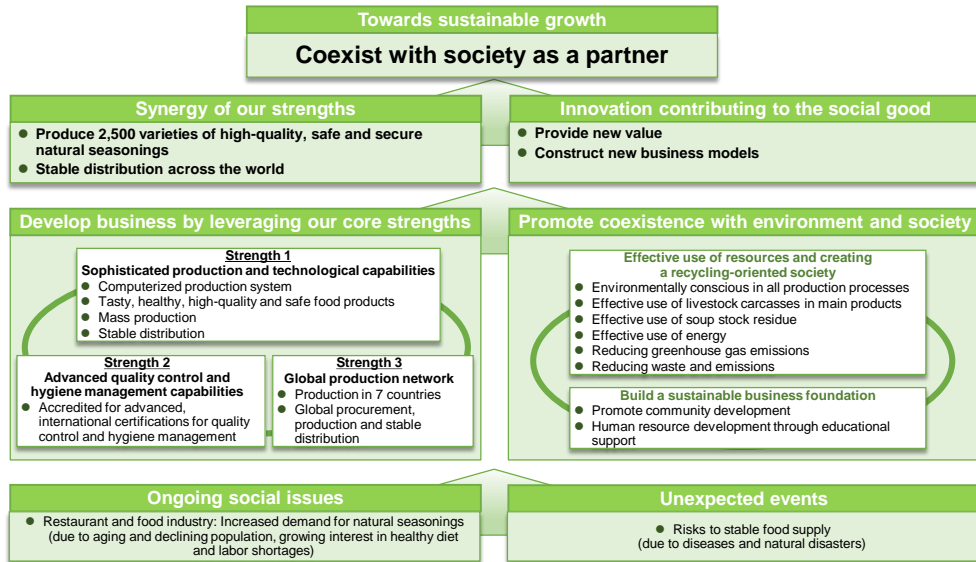 Towards sustainable growth
Coexist with society as a partner
Synergy of our strengths
● Produce 2,500 varieties of high-quality, safe and secure
natural seasonings
● Stable distribution across the world
Innovation contributing to the social good
● Provide new value
● Construct new business models
Develop business by leveraging our core strengths
Strength 1
Sophisticated production and technological capabilities
● Computerized production system
● Tasty, healthy, high-quality and safe food products
● Mass production
● Stable distribution
Strength 2
Advanced quality control and
hygiene management capabilities
● Accredited for advanced,
international certifications for quality
control and hygiene management
Strength 3
Global production network
● Production in 7 countries
● Global procurement,
production and stable
distribution
Promote coexistence with environment and society
Effective use of resources and creating
a recycling-oriented society
● Environmentally conscious in all production processes
● Effective use of livestock carcasses in main products
● Effective use of soup stock residue
● Effective use of energy
● Reducing greenhouse gas emissions
● Reducing waste and emissions
Build a sustainable business foundation
● Promote community development
● Human resource development through educational
support
Ongoing social issues
● Restaurant and food industry: Increased demand for natural seasonings
(due to aging and declining population, growing interest in healthy diet
and labor shortages)
Unexpected events
● Risks to stable food supply
(due to diseases and natural disasters)